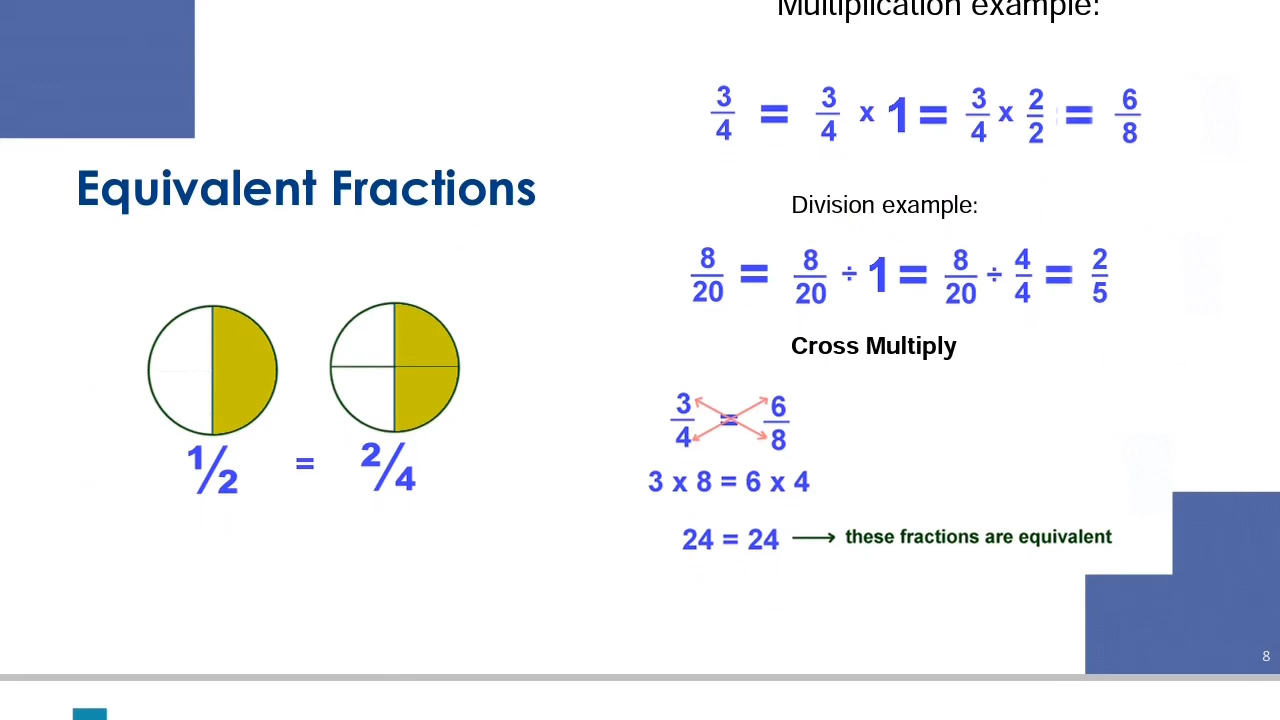 Multiplication example:
3/4 = 3/4 x 1 = 3/4 x 2/2 = 6/8
Equivalent Fractions
Division example:
8/20 = 8/20 ÷ 1 = 8/20 ÷ 4/4 = 2/5
Cross Multiply
3/4 = 6/8
½ = 2/4
3 x 8 = 6 x 4
24 = 24 → these fractions are equivalent
8